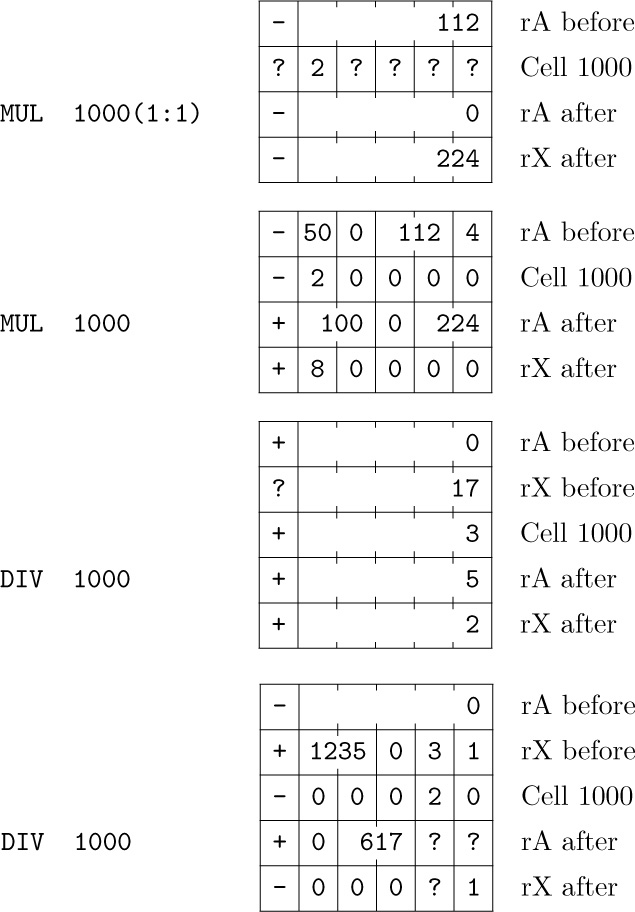 - 112 rA before
? 2 ? ? ? ? Cell 1000
MUL 1000(1:1) - 0 rA after
- 224 rX after
- 50 0 112 4 rA before
- 2 0 0 0 0 Cell 1000
MUL 1000 + 100 0 224 rA after
+ 8 0 0 0 0 rX after
+ 0 rA before
? 17 rX before
+ 3 Cell 1000
DIV 1000 + 5 rA after
+ 2 rX after
- 0 rA before
+ 1235 0 3 1 rX before
- 0 0 0 2 0 Cell 1000
DIV 1000 + 0 617 ? ? rA after
- 0 0 0 ? 1 rX after